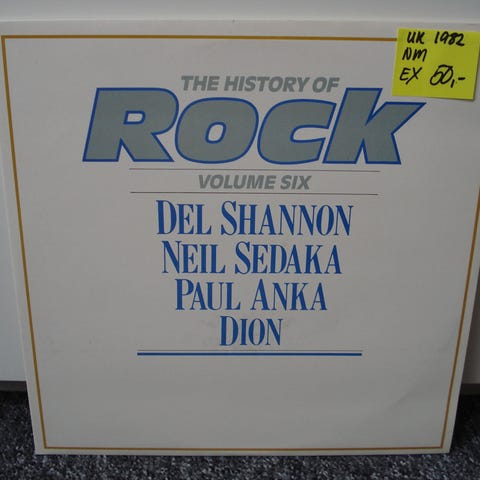 UK 1982
NM
EX 50,-
THE HISTORY OF
ROCK
VOLUME SIX
DEL SHANNON
NEIL SEDAKA
PAUL ANKA
DION